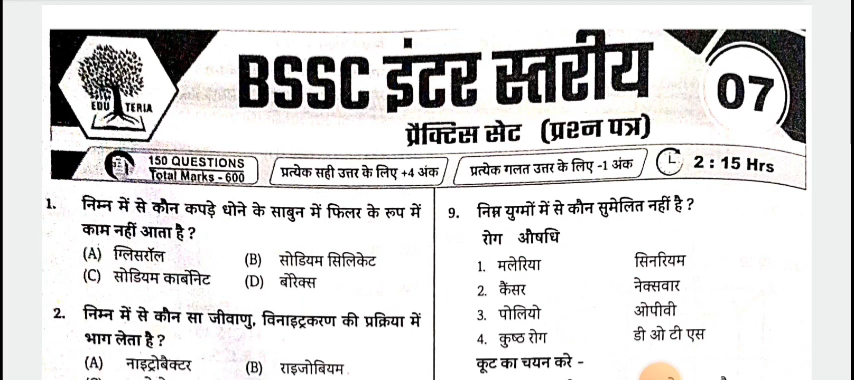 EDU TERIA
BSSC इंटर स्तरीय
07
प्रैक्टिस सेट (प्रश्न पत्र)
150 QUESTIONS
Total Marks - 600
प्रत्येक सही उत्तर के लिए +4 अंक
प्रत्येक गलत उत्तर के लिए -1 अंक
2 : 15 Hrs
1. निम्न में से कौन कपड़े धोने के साबुन में फिलर के रूप में
काम नहीं आता है ?
(A) ग्लिसरॉल (B) सोडियम सिलिकेट
(C) सोडियम कार्बोनेट (D) बोरेक्स
2. निम्न में से कौन सा जीवाणु, विनाइट्रकरण की प्रक्रिया में
भाग लेता है ?
(A) नाइट्रोबैक्टर (B) राइजोबियम
9. निम्न युग्मों में से कौन सुमेलित नहीं है ?
रोग औषधि
1. मलेरिया सिनरियम
2. कैंसर नेक्सवार
3. पोलियो ओपीवी
4. कुष्ठ रोग डी ओ टी एस
कूट का चयन करे -